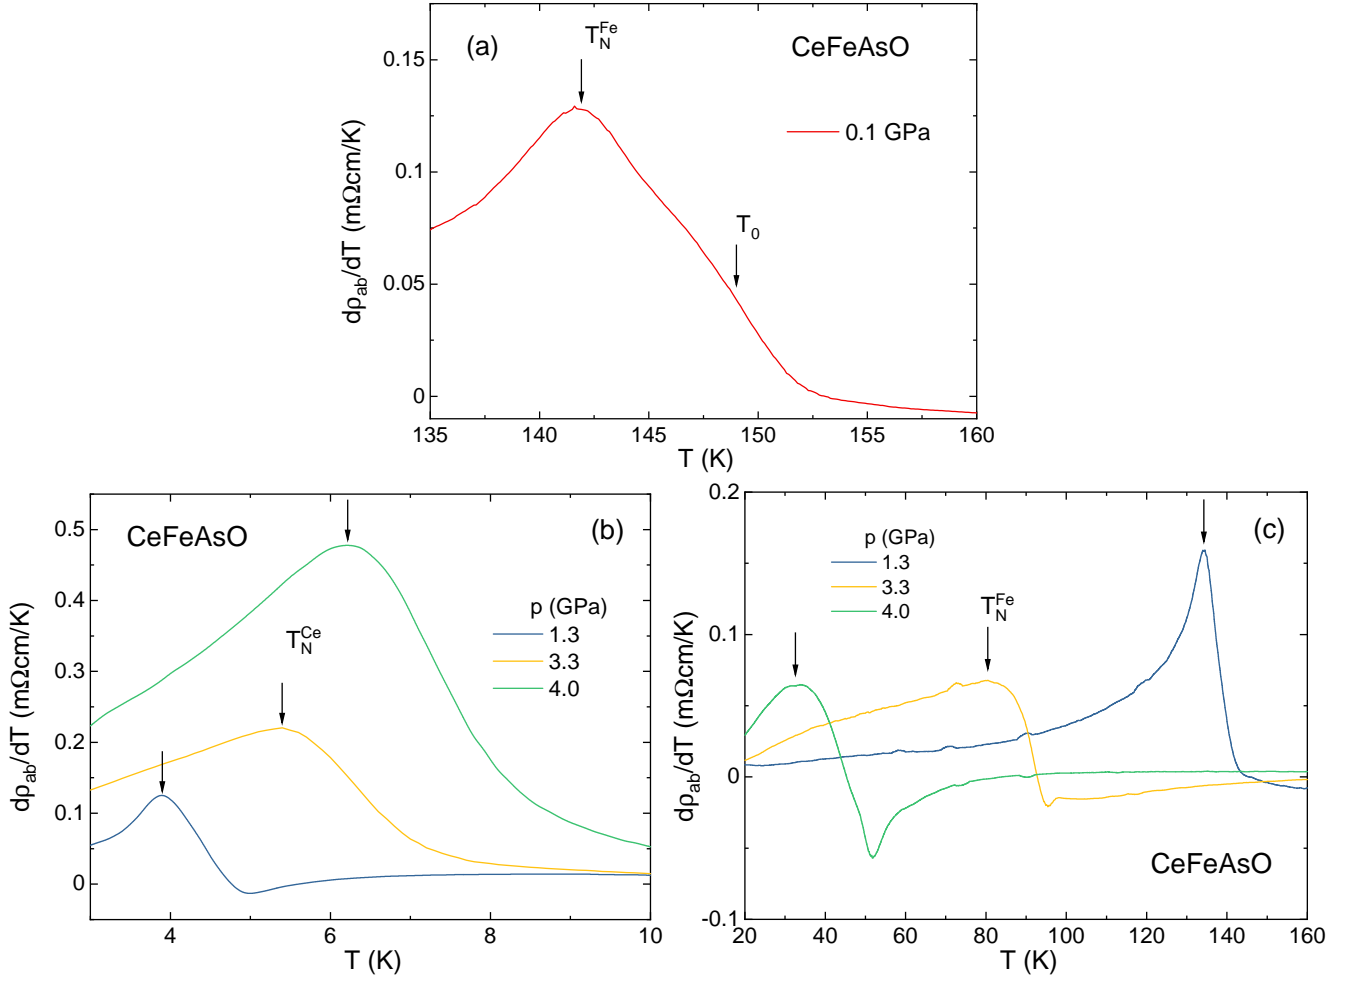 (a)
T_N^Fe
CeFeAsO
0.1 GPa
T_0
0.15
0.1
0.05
0
dρ_ab/dT (mΩcm/K)
135 140 145 150 155 160
T (K)
CeFeAsO
(b)
p (GPa)
1.3
3.3
4.0
T_N^Ce
0.5
0.4
0.3
0.2
0.1
0
dρ_ab/dT (mΩcm/K)
4 6 8 10
T (K)
(c)
p (GPa)
1.3
3.3
4.0
T_N^Fe
CeFeAsO
0.2
0.1
0
-0.1
dρ_ab/dT (mΩcm/K)
20 40 60 80 100 120 140 160
T (K)